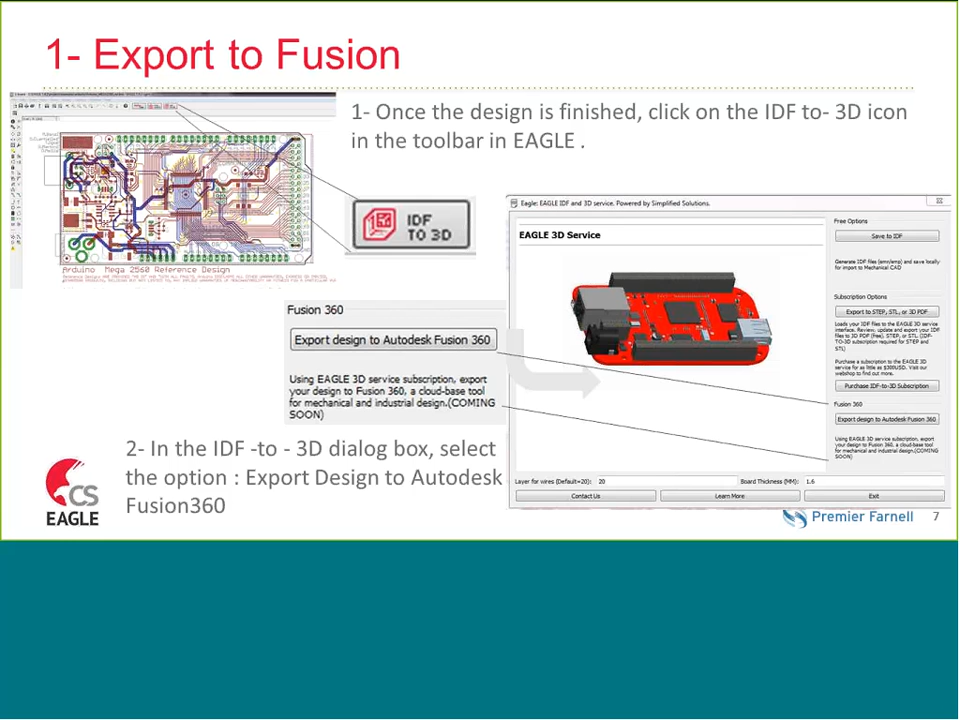 1- Export to Fusion
1- Once the design is finished, click on the IDF to- 3D icon
in the toolbar in EAGLE .
Arduino Mega 2560 Reference Design
IDF
TO 3D
Eagle: EAGLE IDF and 3D service. Powered by Simplified Solutions.
EAGLE 3D Service
Free Options
Save to IDF
Generate IDF files (emn/emp) and save locally
for import to Mechanical CAD
Subscription Options
Export to STEP, STL, or 3D PDF
Loads your IDF files to the EAGLE 3D service
interface. Review, update and export your IDF
files to 3D PDF (Free). STEP, or STL. (IDF-
TO-3D subscription required for STEP and
STL)
Purchase a subscription to the EAGLE 3D
service for as little as $300USD. Visit our
webshop to find out more.
Purchase IDF-to-3D Subscription
Fusion 360
Export design to Autodesk Fusion 360
Using EAGLE 3D service subscription, export
your design to Fusion 360, a cloud-base tool
for mechanical and industrial design.(COMING
SOON)
Layer for wires (Default=20): 20
Board Thickness (MM): 1.6
Contact Us
Learn More
Exit
Fusion 360
Export design to Autodesk Fusion 360
Using EAGLE 3D service subscription, export
your design to Fusion 360, a cloud-base tool
for mechanical and industrial design.(COMING
SOON)
2- In the IDF -to - 3D dialog box, select
the option : Export Design to Autodesk
Fusion360
CS
EAGLE
Premier Farnell
7